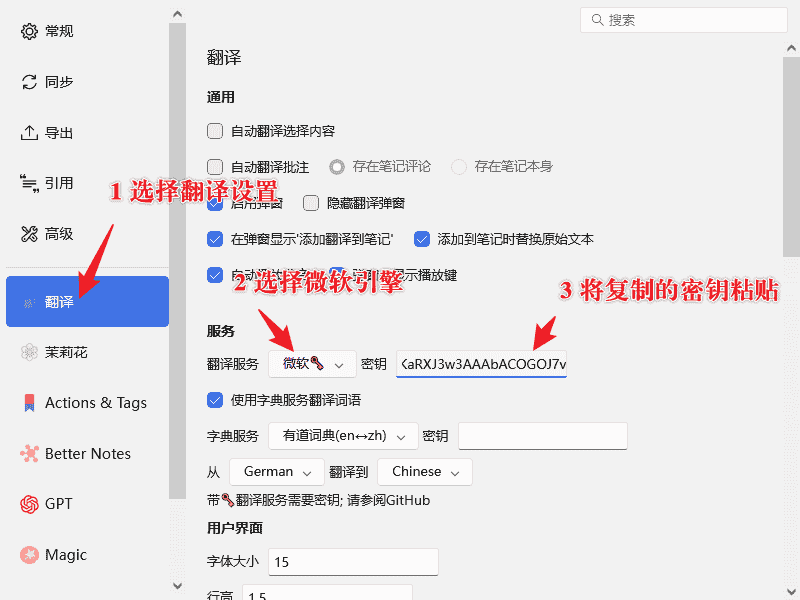 搜索
常规
同步
导出
引用
高级
翻译
茉莉花
Actions & Tags
Better Notes
GPT
Magic
翻译
通用
自动翻译选择内容
自动翻译批注 存在笔记评论 存在笔记本身
1 选择翻译设置
启用弹窗 隐藏翻译弹窗
在弹窗显示'添加翻译到笔记' 添加到笔记时替换原始文本
显示播放键
2 选择微软引擎
3 将复制的密钥粘贴
服务
翻译服务 微软 密钥 KaRXJ3w3AAAbACOGOJ7v
使用字典服务翻译词语
字典服务 有道词典(en↔zh) 密钥
从 German 翻译到 Chinese
带🗝翻译服务需要密钥; 请参阅GitHub
用户界面
字体大小 15
行高 1.5